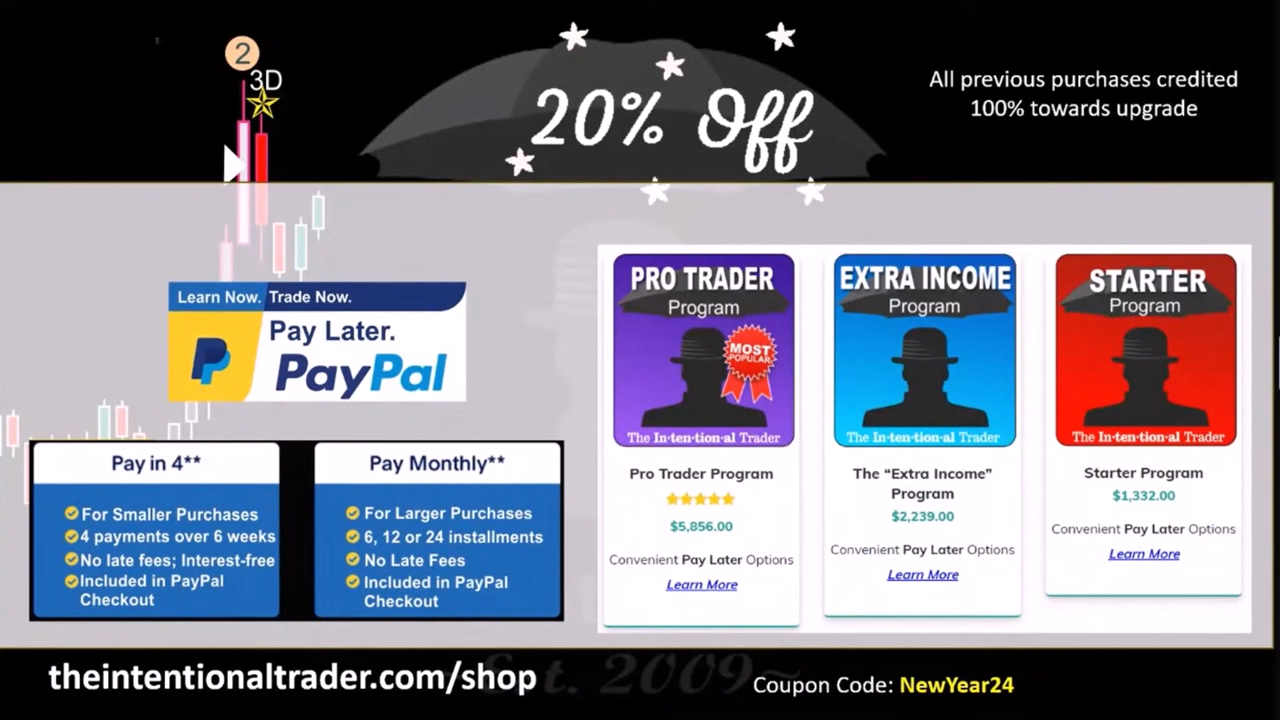 2
3D
20% Off
All previous purchases credited
100% towards upgrade
Learn Now. Trade Now.
Pay Later.
PayPal
Pay in 4**
For Smaller Purchases
4 payments over 6 weeks
No late fees; Interest-free
Included in PayPal
Checkout
Pay Monthly**
For Larger Purchases
6, 12 or 24 installments
No Late Fees
Included in PayPal
Checkout
PRO TRADER
Program
MOST
POPULAR
The In·ten·tion·al Trader
Pro Trader Program
$5,856.00
Convenient Pay Later Options
Learn More
EXTRA INCOME
Program
The In·ten·tion·al Trader
The “Extra Income”
Program
$2,239.00
Convenient Pay Later Options
Learn More
STARTER
Program
The In·ten·tion·al Trader
Starter Program
$1,332.00
Convenient Pay Later Options
Learn More
theintentionaltrader.com/shop
Est. 2009~
Coupon Code: NewYear24